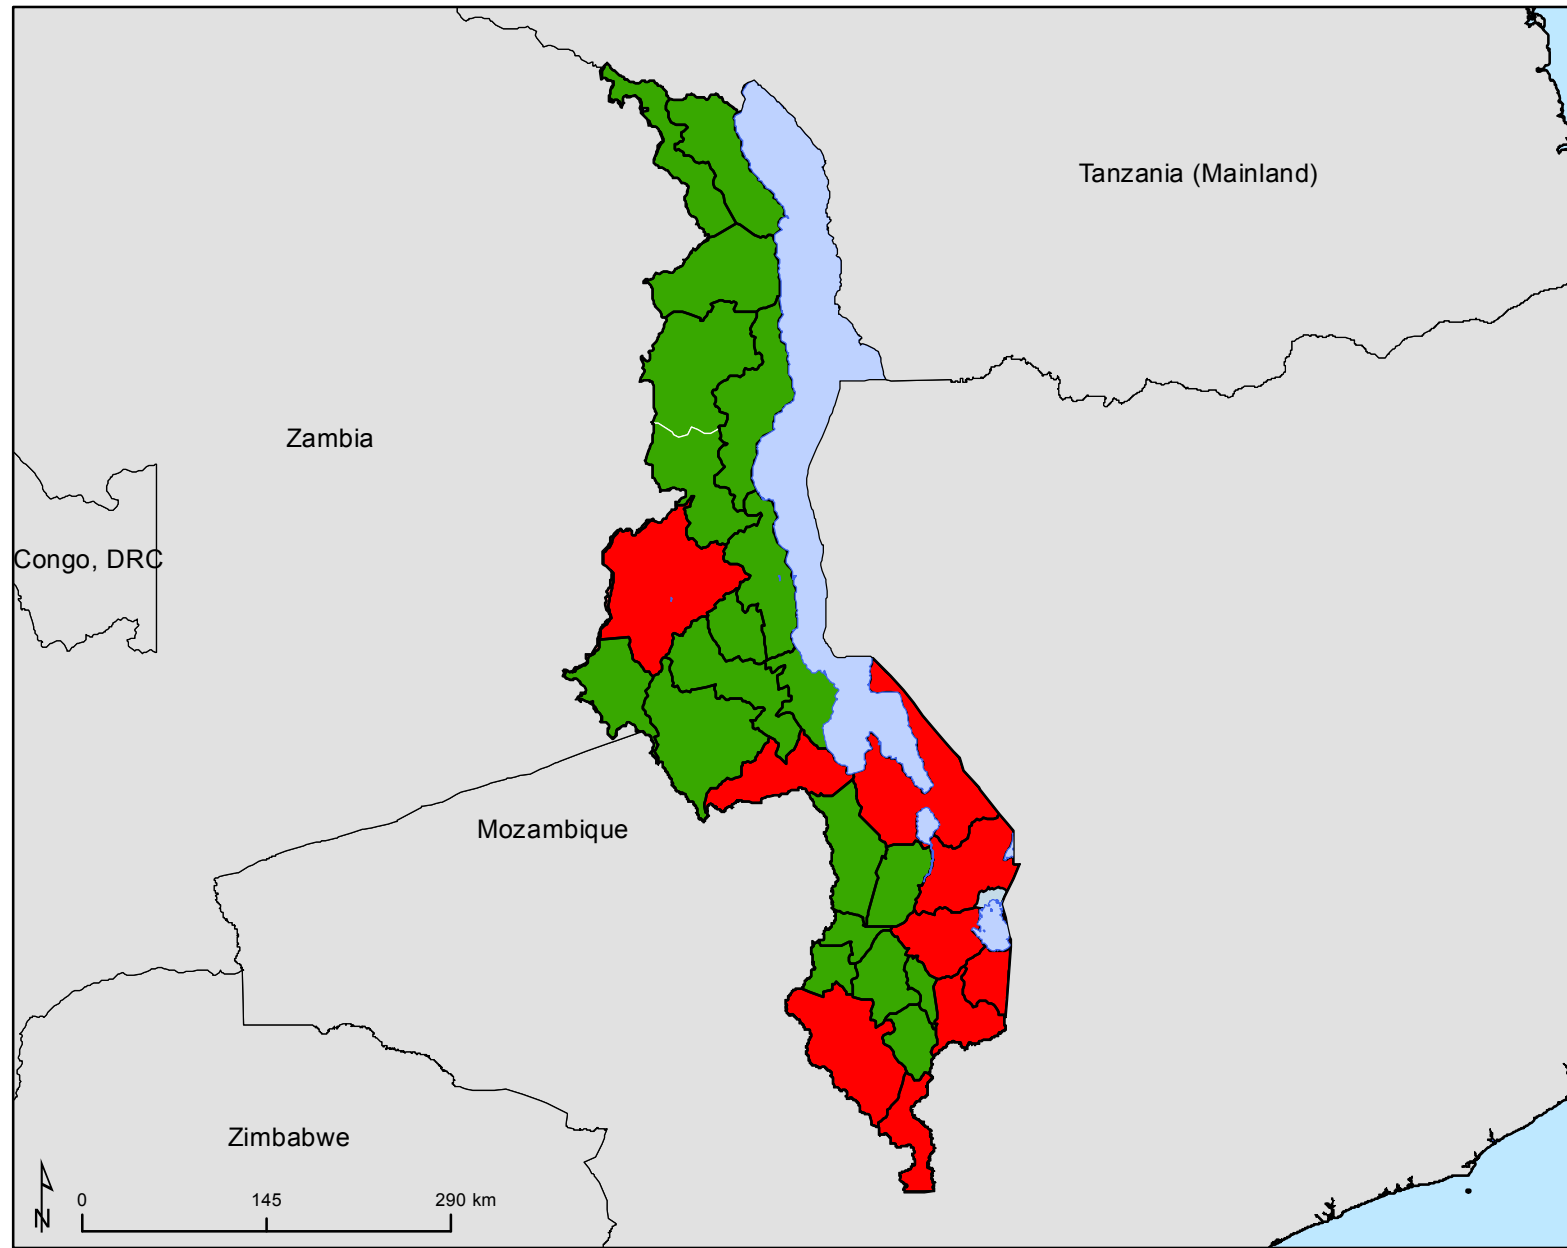 Tanzania (Mainland)
Zambia
Congo, DRC
Mozambique
Zimbabwe
N
0 145 290 km